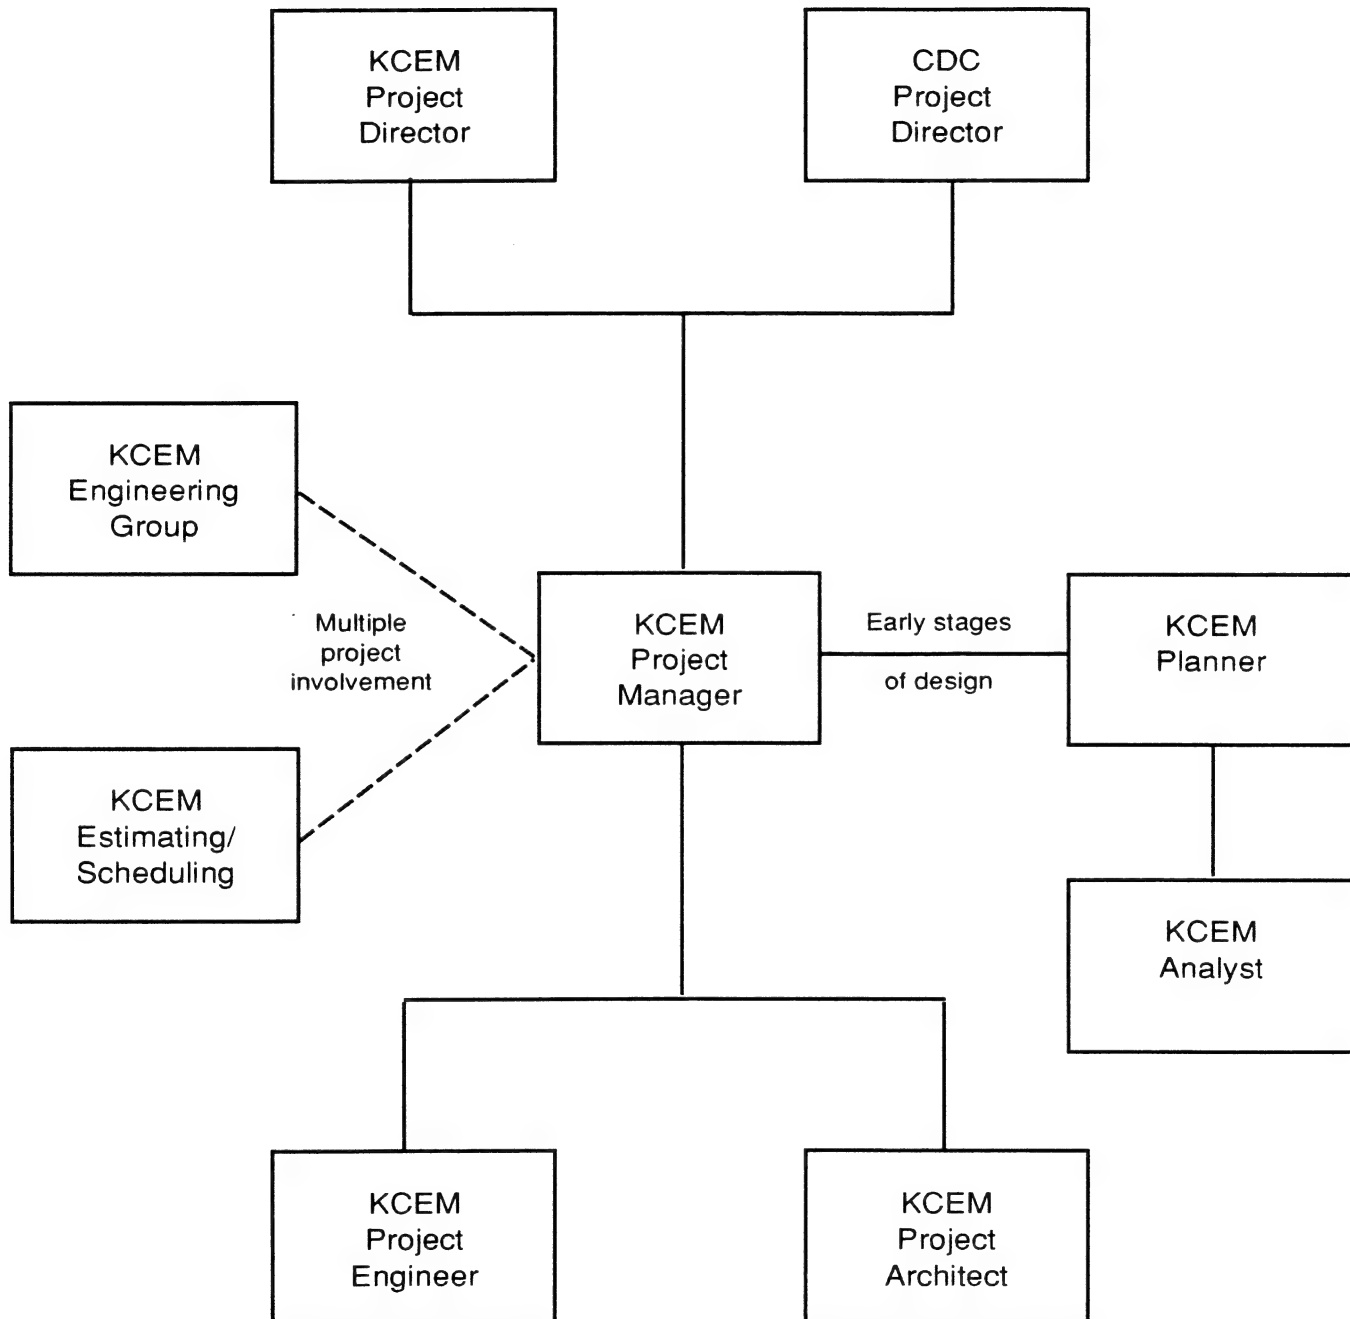 KCEM
Project
Director
CDC
Project
Director
KCEM
Engineering
Group
Multiple
project
involvement
KCEM
Project
Manager
Early stages
of design
KCEM
Planner
KCEM
Estimating/
Scheduling
KCEM
Analyst
KCEM
Project
Engineer
KCEM
Project
Architect